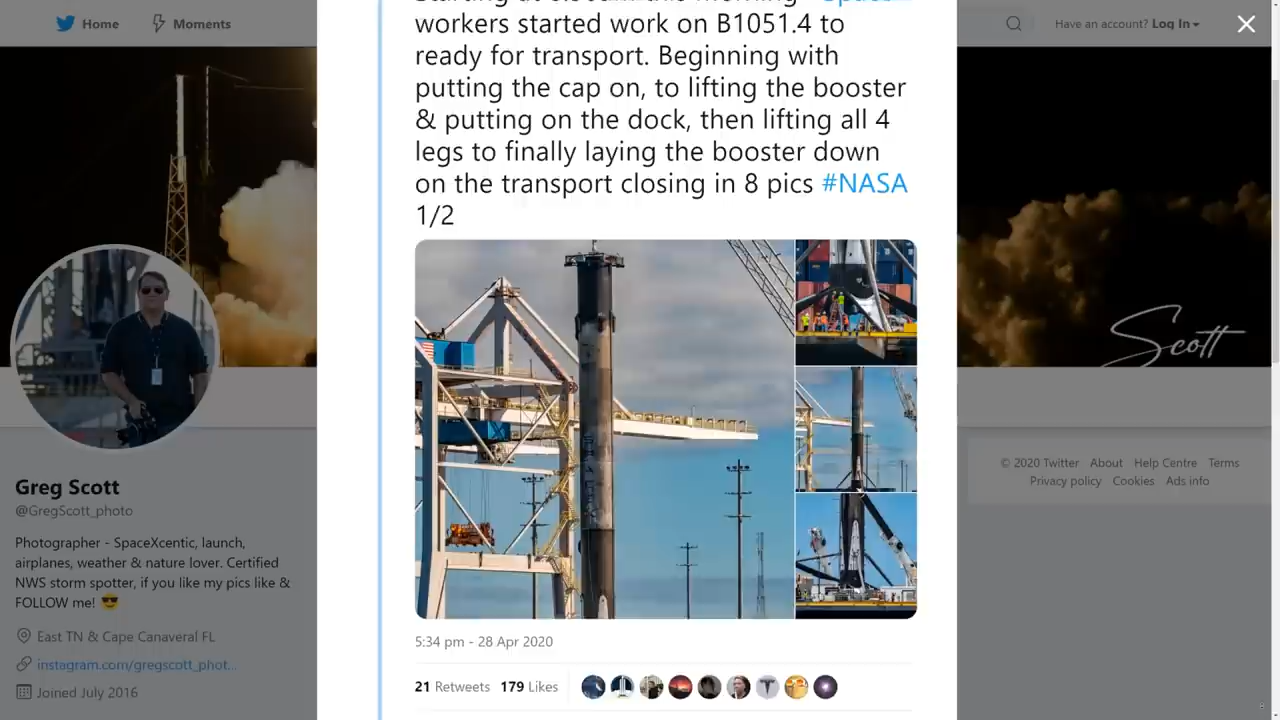 Home
Moments
Have an account? Log In
workers started work on B1051.4 to
ready for transport. Beginning with
putting the cap on, to lifting the booster
& putting on the dock, then lifting all 4
legs to finally laying the booster down
on the transport closing in 8 pics #NASA
1/2
Scott
Greg Scott
@GregScott_photo
Photographer - SpaceXcentic, launch,
airplanes, weather & nature lover. Certified
NWS storm spotter, if you like my pics like &
FOLLOW me! 😎
East TN & Cape Canaveral FL
instagram.com/gregscott_phot...
Joined July 2016
5:34 pm - 28 Apr 2020
21 Retweets 179 Likes
© 2020 Twitter About Help Centre Terms
Privacy policy Cookies Ads info